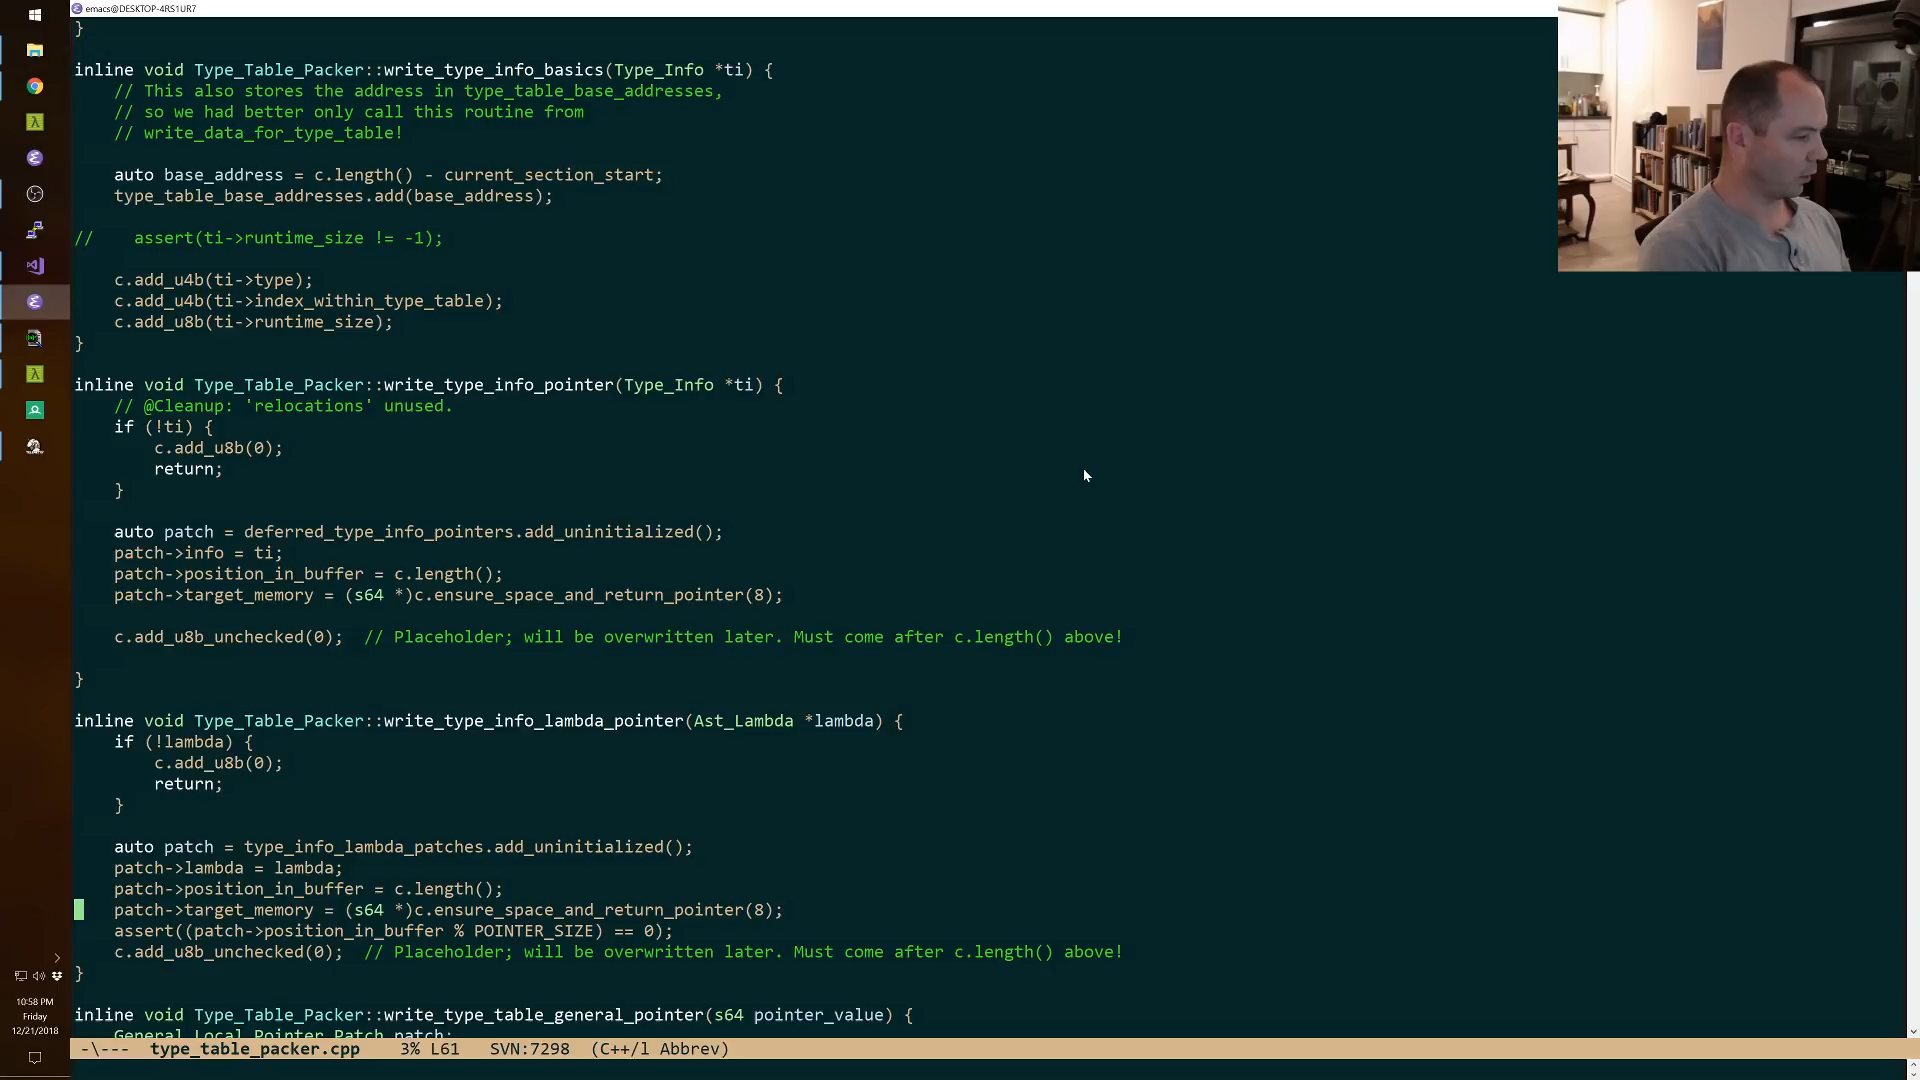 emacs@DESKTOP-4RS1UR7
}
inline void Type_Table_Packer::write_type_info_basics(Type_Info *ti) {
// This also stores the address in type_table_base_addresses,
// so we had better only call this routine from
// write_data_for_type_table!
auto base_address = c.length() - current_section_start;
type_table_base_addresses.add(base_address);
//    assert(ti->runtime_size != -1);
c.add_u4b(ti->type);
c.add_u4b(ti->index_within_type_table);
c.add_u8b(ti->runtime_size);
}
inline void Type_Table_Packer::write_type_info_pointer(Type_Info *ti) {
// @Cleanup: 'relocations' unused.
if (!ti) {
c.add_u8b(0);
return;
}
auto patch = deferred_type_info_pointers.add_uninitialized();
patch->info = ti;
patch->position_in_buffer = c.length();
patch->target_memory = (s64 *)c.ensure_space_and_return_pointer(8);
c.add_u8b_unchecked(0);  // Placeholder; will be overwritten later. Must come after c.length() above!
}
inline void Type_Table_Packer::write_type_info_lambda_pointer(Ast_Lambda *lambda) {
if (!lambda) {
c.add_u8b(0);
return;
}
auto patch = type_info_lambda_patches.add_uninitialized();
patch->lambda = lambda;
patch->position_in_buffer = c.length();
patch->target_memory = (s64 *)c.ensure_space_and_return_pointer(8);
assert((patch->position_in_buffer % POINTER_SIZE) == 0);
c.add_u8b_unchecked(0);  // Placeholder; will be overwritten later. Must come after c.length() above!
}
inline void Type_Table_Packer::write_type_table_general_pointer(s64 pointer_value) {
General_Local_Pointer_Patch patch;
-\---  type_table_packer.cpp    3% L61   SVN:7298  (C++/l Abbrev)
10:58 PM
Friday
12/21/2018